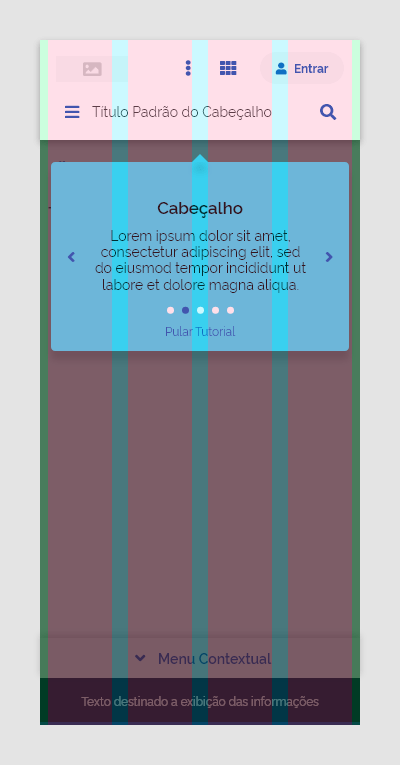 Entrar
Título Padrão do Cabeçalho
Cabeçalho
Lorem ipsum dolor sit amet,
consectetur adipiscing elit, sed
do eiusmod tempor incididunt ut
labore et dolore magna aliqua.
Pular Tutorial
Menu Contextual
Texto destinado a exibição das informações